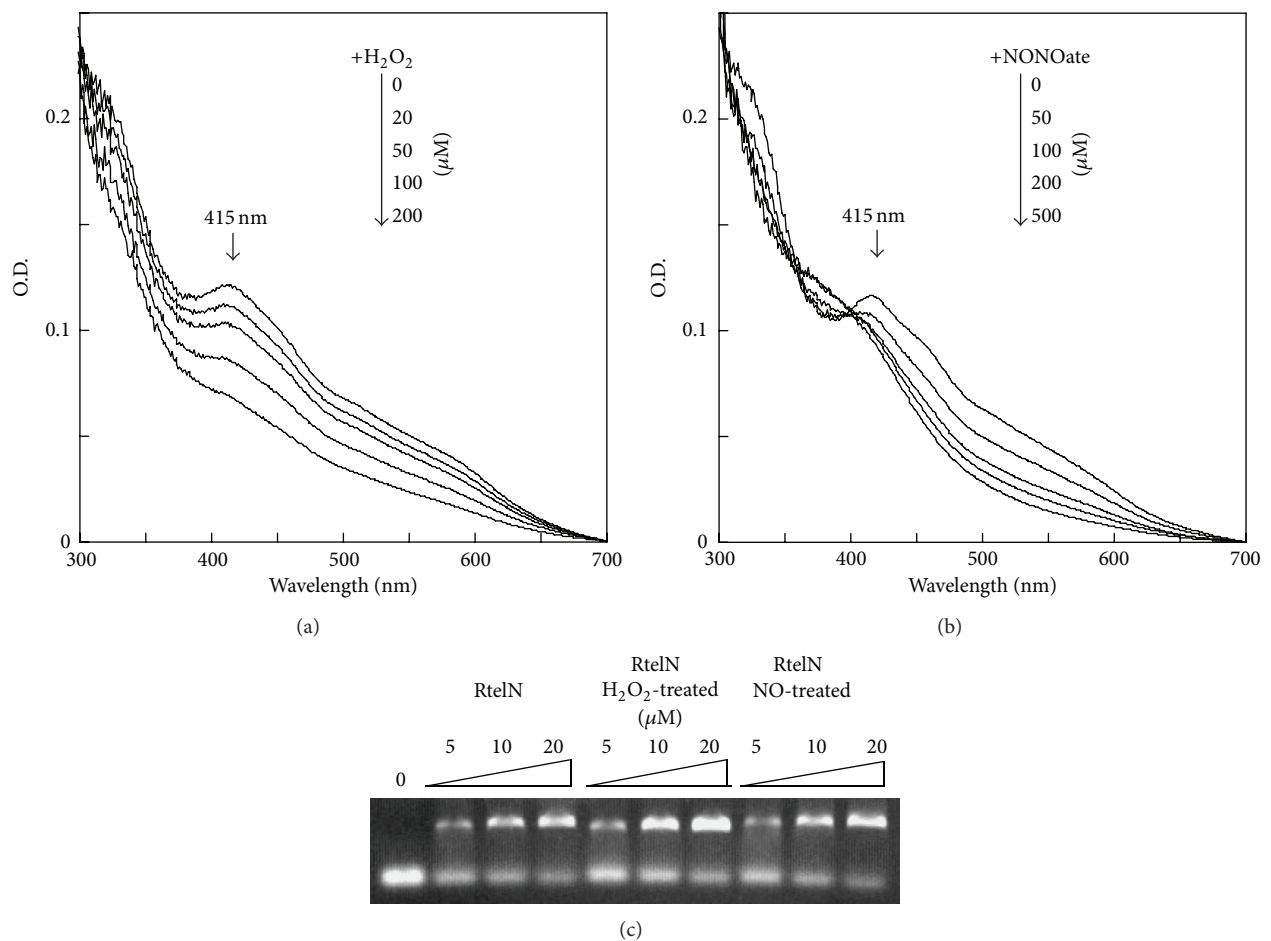 +H₂O₂
0
20
50
100
200
(µM)
415 nm
0.2
0.1
0
O.D.
300 400 500 600 700
Wavelength (nm)
(a)
+NONOate
0
50
100
200
500
(µM)
415 nm
0.2
0.1
0
O.D.
300 400 500 600 700
Wavelength (nm)
(b)
RtelN
RtelN
H₂O₂-treated
(µM)
RtelN
NO-treated
0 5 10 20 5 10 20 5 10 20
(c)